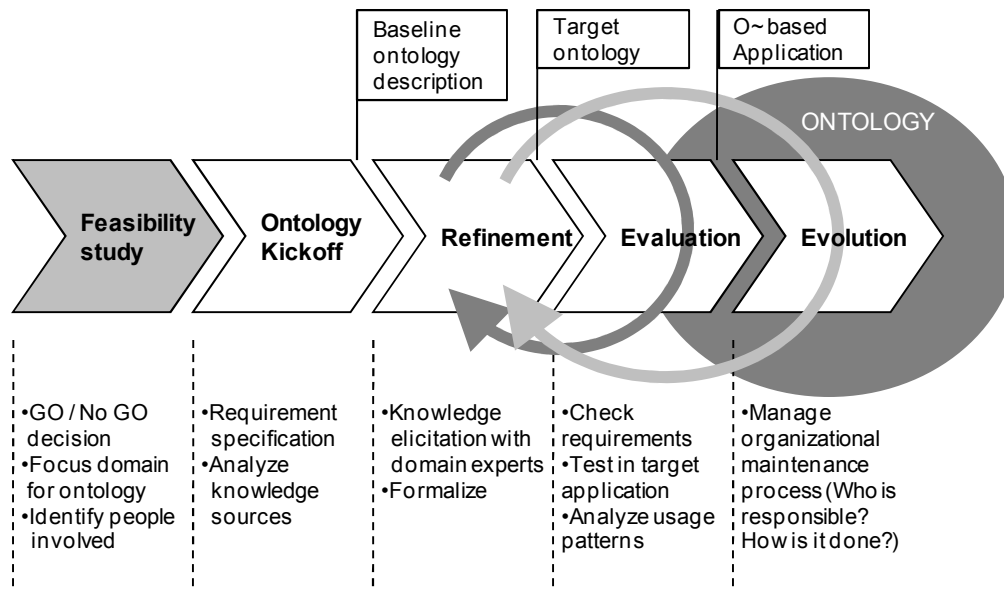 Baseline
ontology
description
Target
ontology
O~based
Application
ONTOLOGY
Feasibility
study
Ontology
Kickoff
Refinement
Evaluation
Evolution
•GO / No GO
decision
•Focus domain
for ontology
•Identify people
involved
•Requirement
specification
•Analyze
knowledge
sources
•Knowledge
elicitation with
domain experts
•Formalize
•Check
requirements
•Test in target
application
•Analyze usage
patterns
•Manage
organizational
maintenance
process (Who is
responsible?
How is it done?)